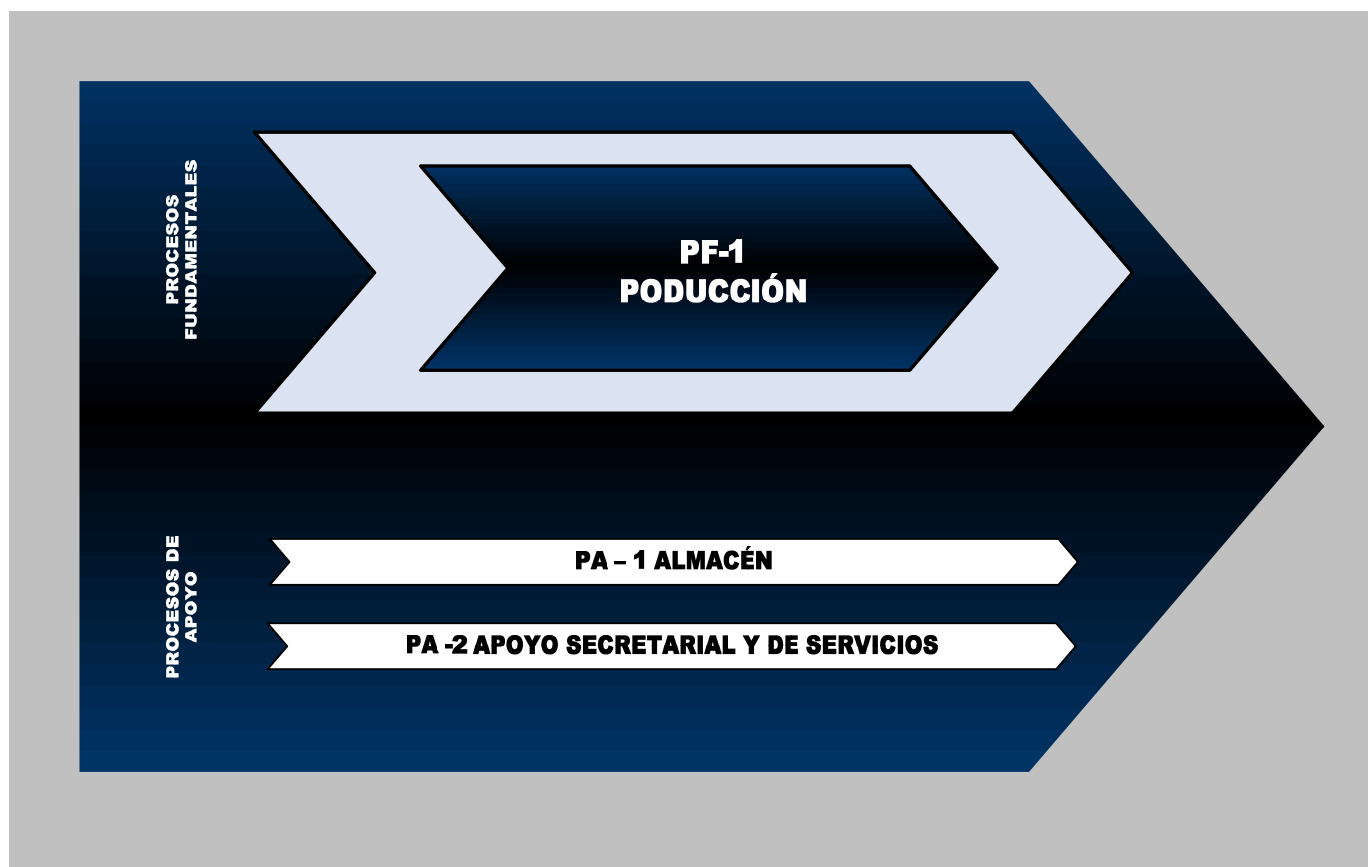 PROCESOS
FUNDAMENTALES
PF-1
PODUCCIÓN
PROCESOS DE
APOYO
PA – 1 ALMACÉN
PA -2 APOYO SECRETARIAL Y DE SERVICIOS